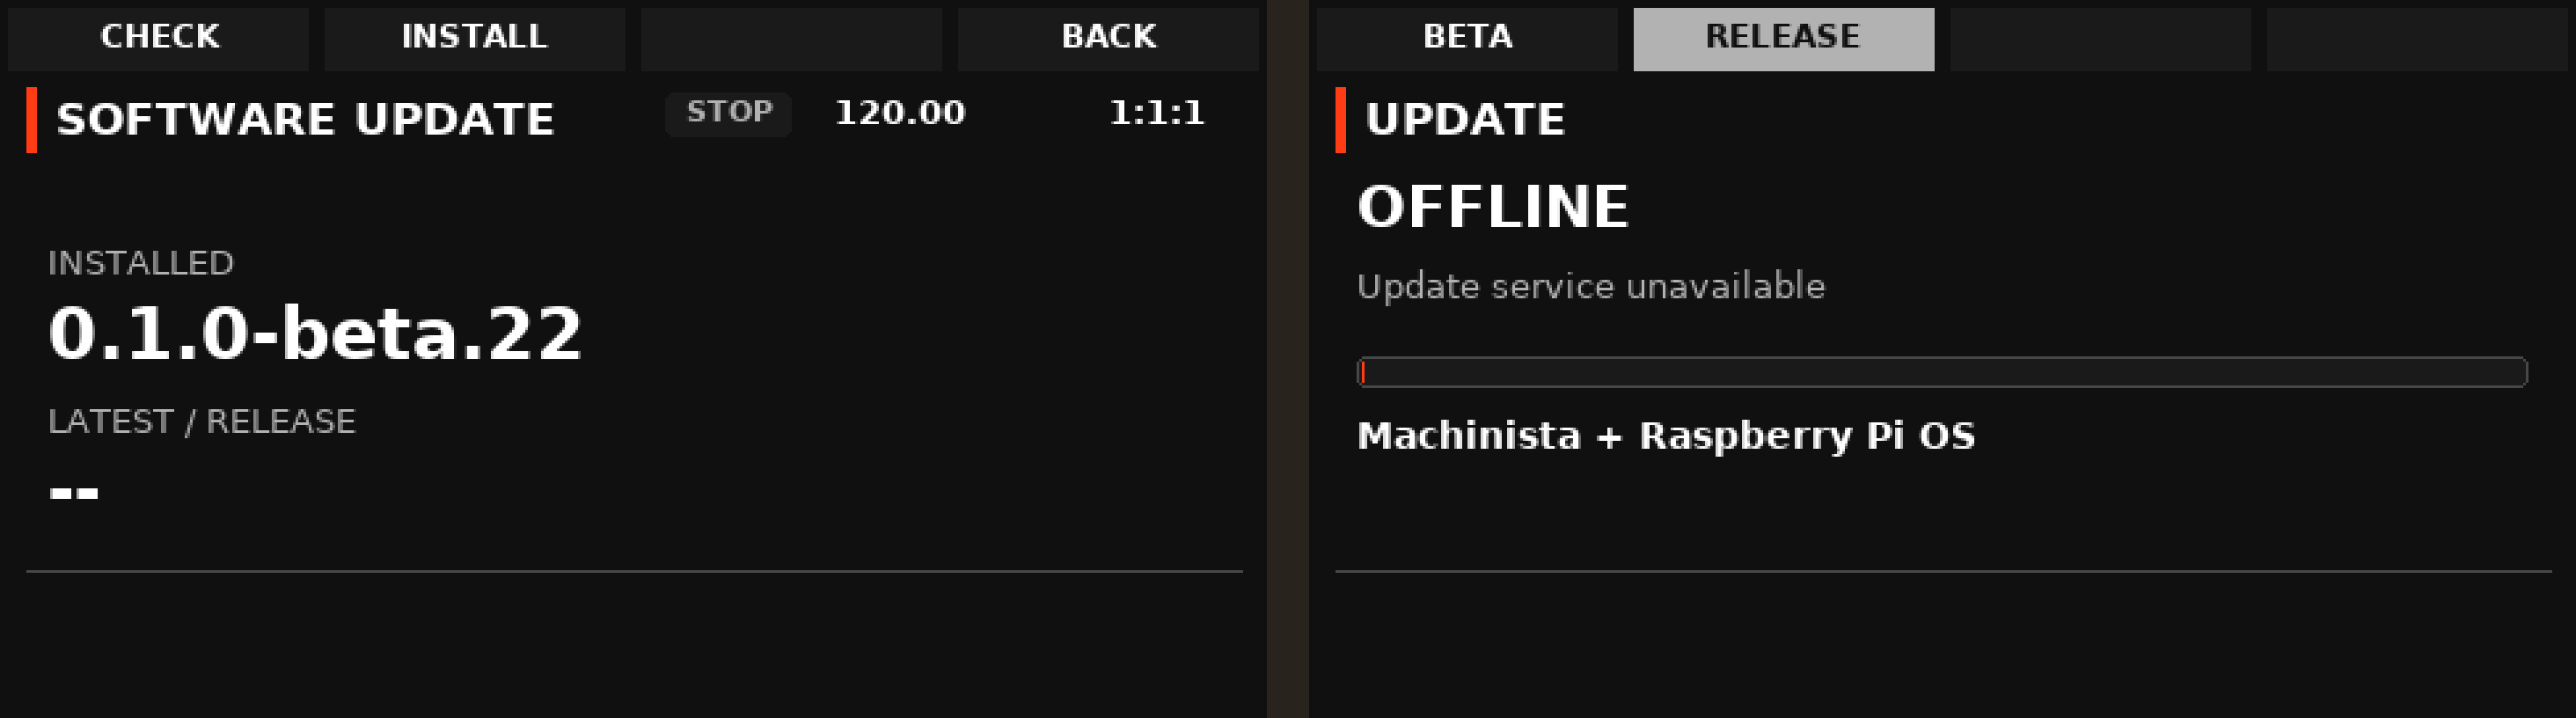 CHECK INSTALL BACK
SOFTWARE UPDATE STOP 120.00 1:1:1
INSTALLED
0.1.0-beta.22
LATEST / RELEASE
--
BETA RELEASE
UPDATE
OFFLINE
Update service unavailable
Machinista + Raspberry Pi OS